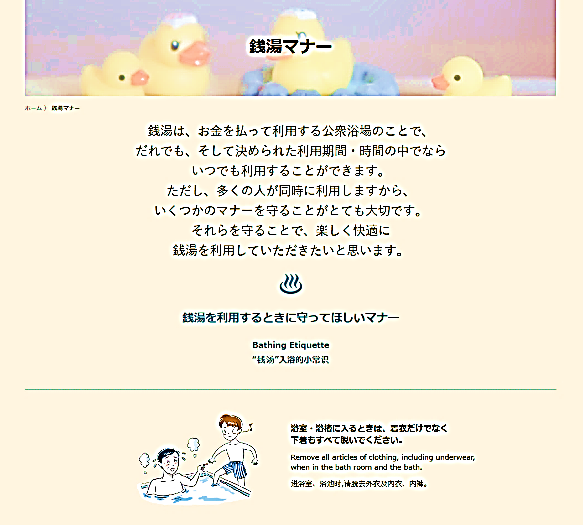 銭湯マナー
ホーム 〉 銭湯マナー
銭湯は、お金を払って利用する公衆浴場のことで、
だれでも、そして決められた利用期間・時間の中でなら
いつでも利用することができます。
ただし、多くの人が同時に利用しますから、
いくつかのマナーを守ることがとても大切です。
それらを守ることで、楽しく快適に
銭湯を利用していただきたいと思います。
銭湯を利用するときに守ってほしいマナー
Bathing Etiquette
“钱汤”入浴的小常识
浴室・浴槽に入るときは、着衣だけでなく
下着もすべて脱いでください。
Remove all articles of clothing, including underwear,
when in the bath room and the bath.
进浴室、浴池时,请脱去外衣及内衣、内裤。